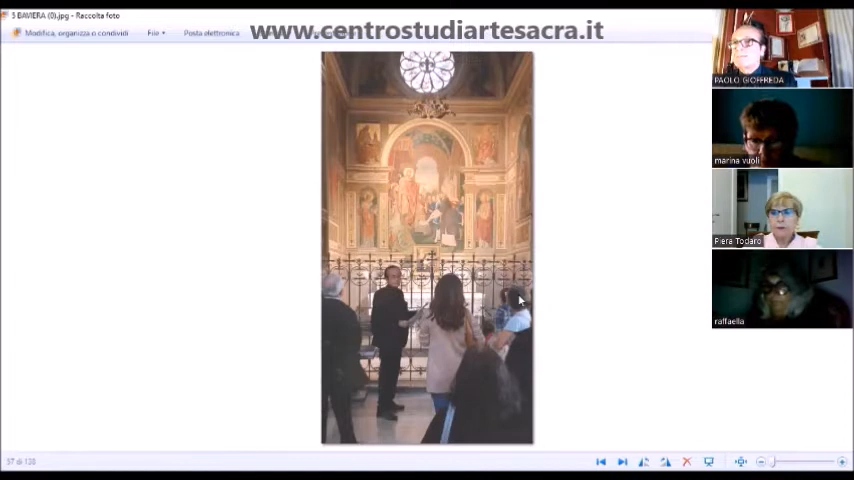 5 BAVIERA (0).jpg - Raccolta foto
Modifica, organizza o condividi File Posta elettronica
www.centrostudiartesacra.it
PAOLO GIOFFREDA
marina vuoli
Piera Todaro
raffaella
57 di 138